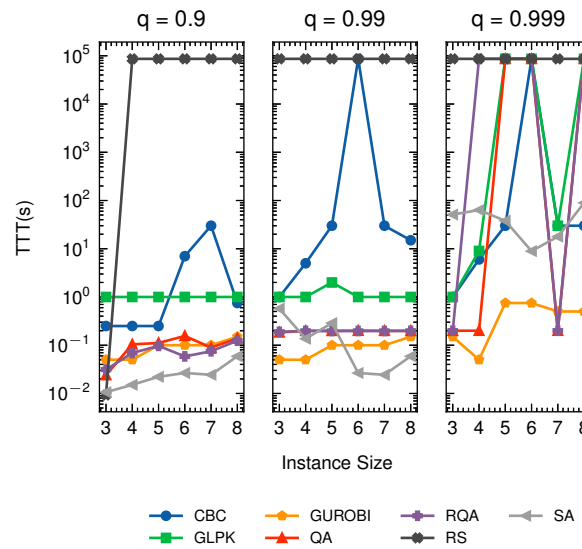 q = 0.9 q = 0.99 q = 0.999
10^5
10^4
10^3
10^2
10^1
10^0
10^-1
10^-2
TTT(s)
3 4 5 6 7 8 3 4 5 6 7 8 3 4 5 6 7 8
Instance Size
CBC GUROBI RQA SA
GLPK QA RS